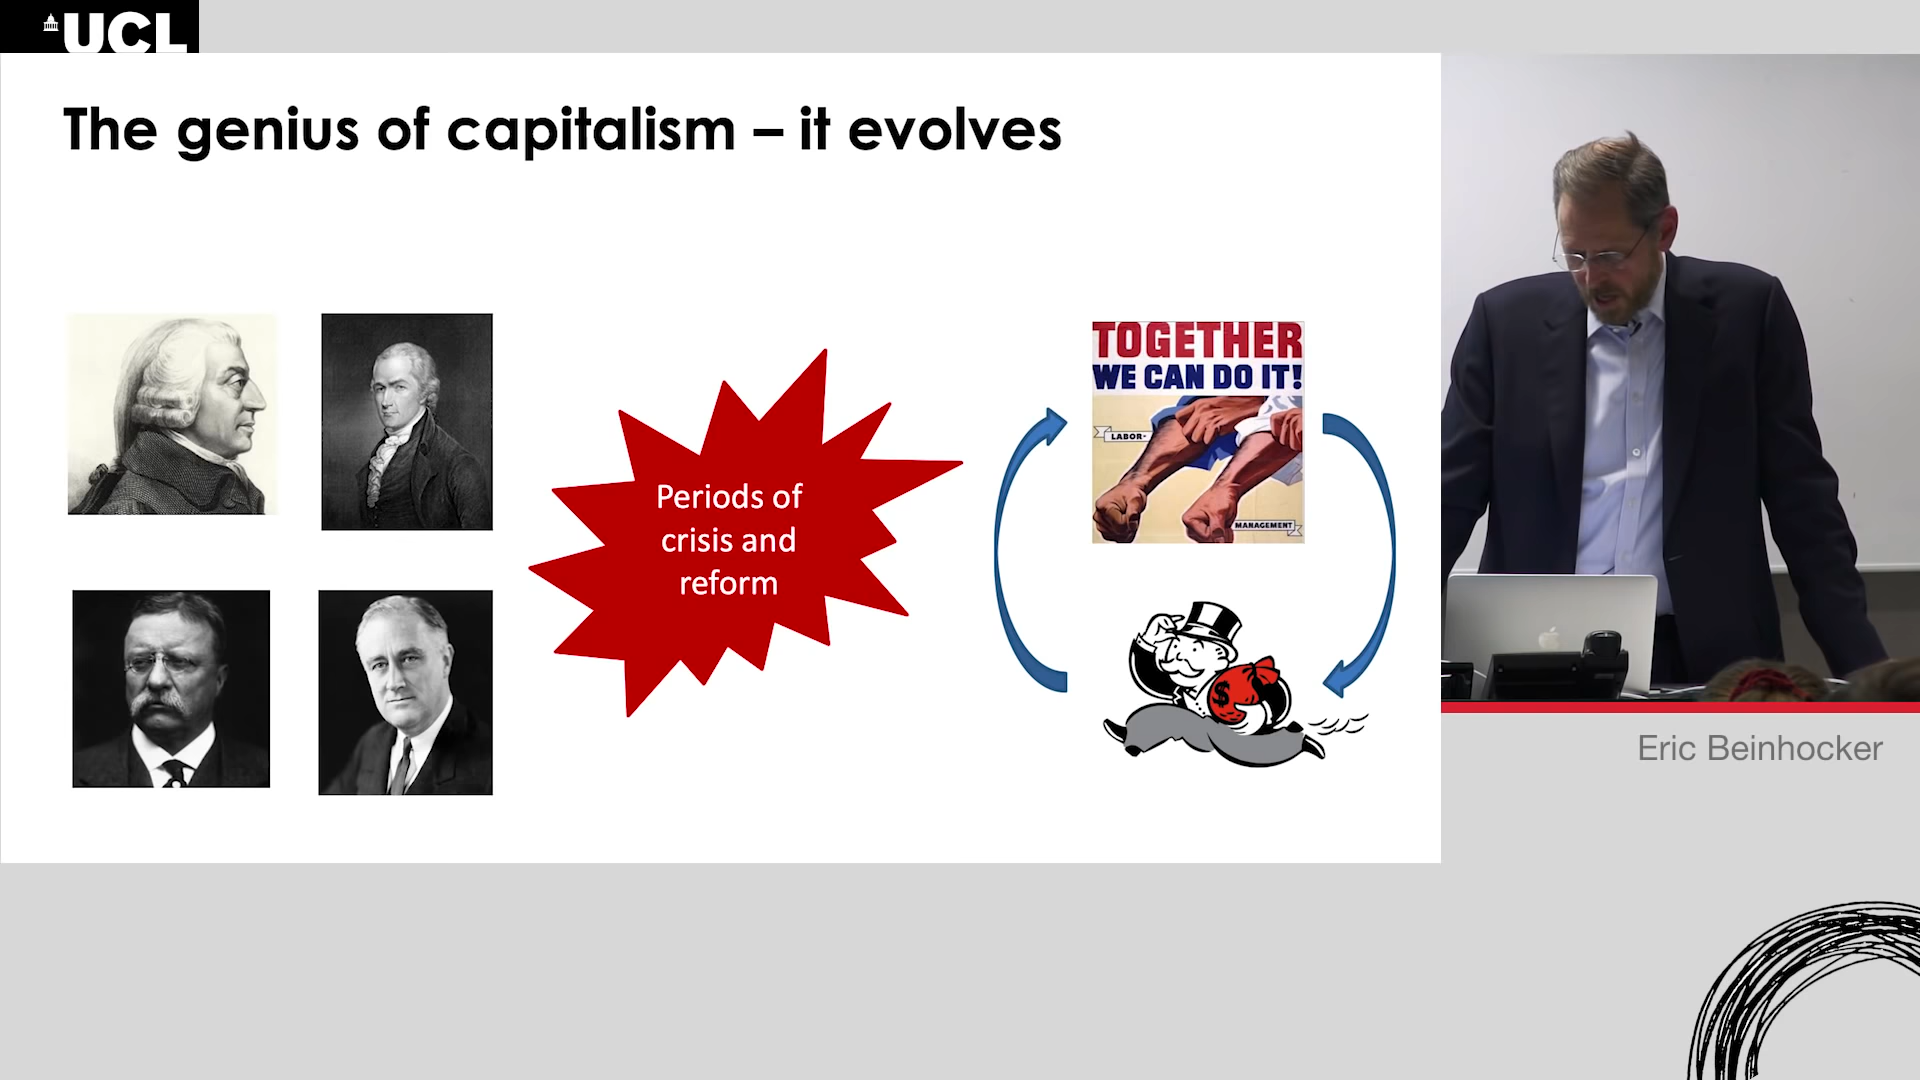 UCL
The genius of capitalism – it evolves
Periods of
crisis and
reform
TOGETHER
WE CAN DO IT!
LABOR-
MANAGEMENT
$
Eric Beinhocker